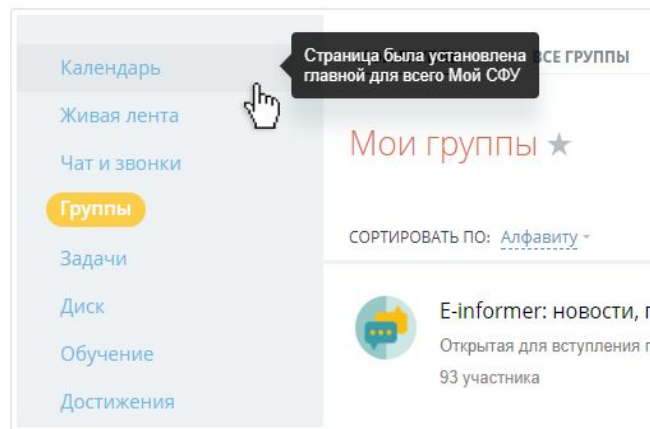 Календарь
Живая лента
Чат и звонки
Группы
Задачи
Диск
Обучение
Достижения
Страница была установлена
главной для всего Мой СФУ
ВСЕ ГРУППЫ
Мои группы
СОРТИРОВАТЬ ПО: Алфавиту
E-informer: новости,
Открытая для вступления
93 участника